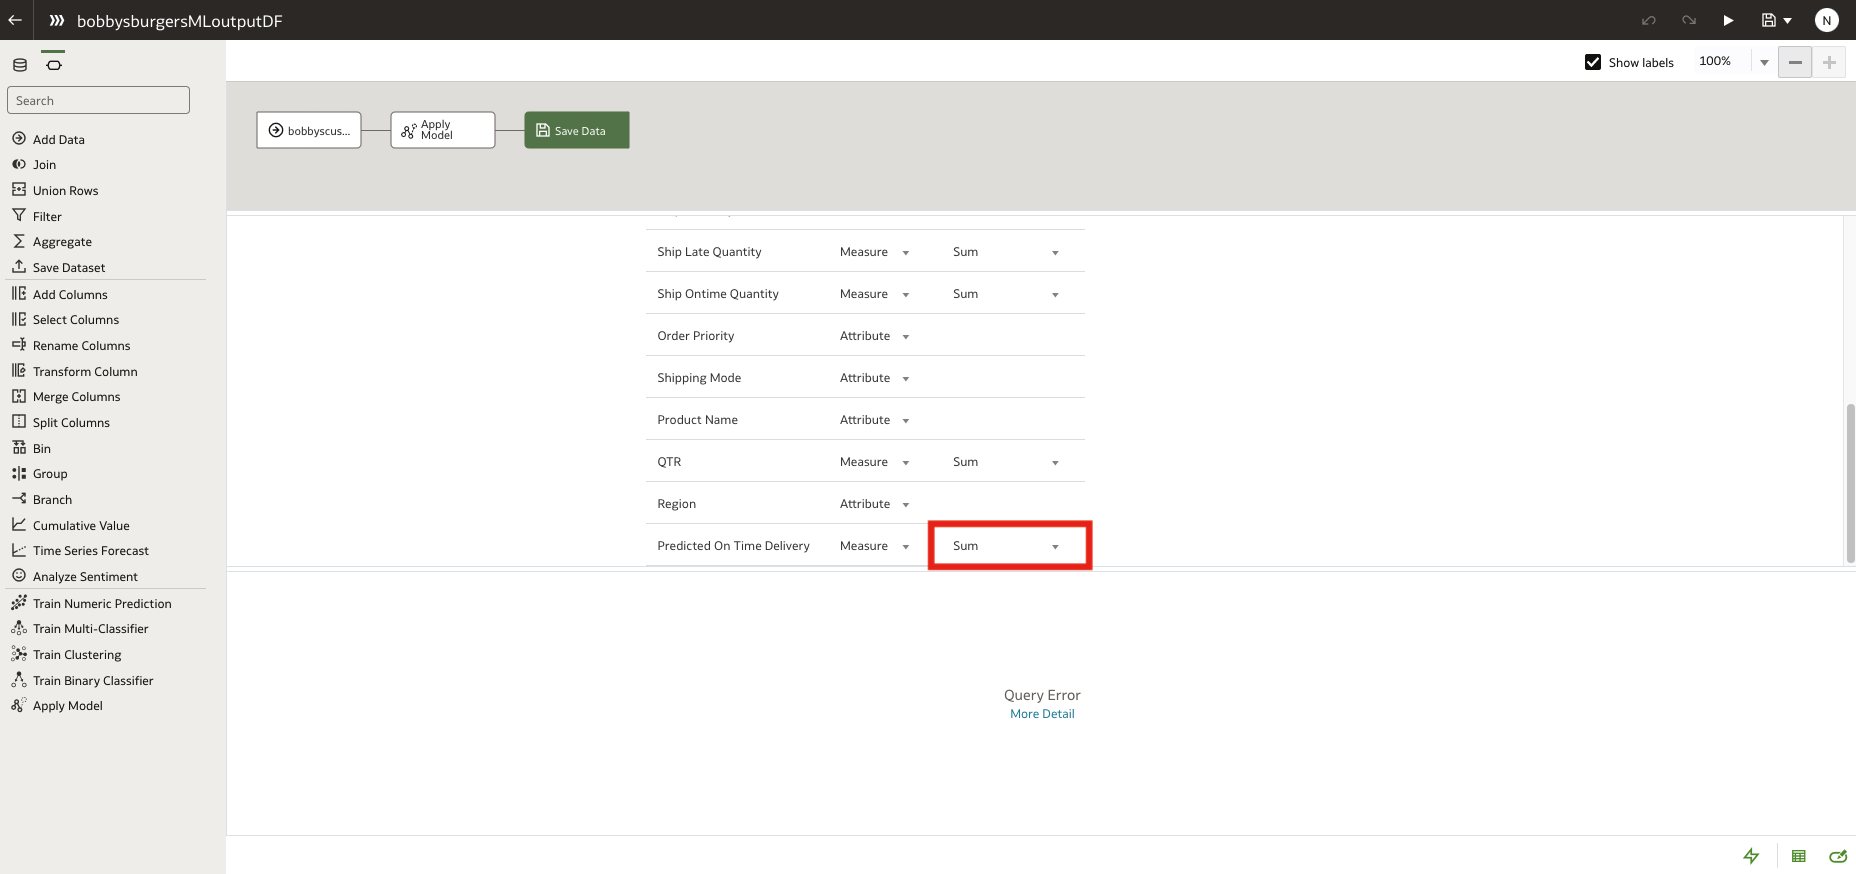 bobbysburgersMLoutputDF
N
Show labels
100%
Search
Add Data
Join
Union Rows
Filter
Aggregate
Save Dataset
Add Columns
Select Columns
Rename Columns
Transform Column
Merge Columns
Split Columns
Bin
Group
Branch
Cumulative Value
Time Series Forecast
Analyze Sentiment
Train Numeric Prediction
Train Multi-Classifier
Train Clustering
Train Binary Classifier
Apply Model
bobbyscus...
Apply
Model
Save Data
Ship Late Quantity Measure Sum
Ship Ontime Quantity Measure Sum
Order Priority Attribute
Shipping Mode Attribute
Product Name Attribute
QTR Measure Sum
Region Attribute
Predicted On Time Delivery Measure Sum
Query Error
More Detail